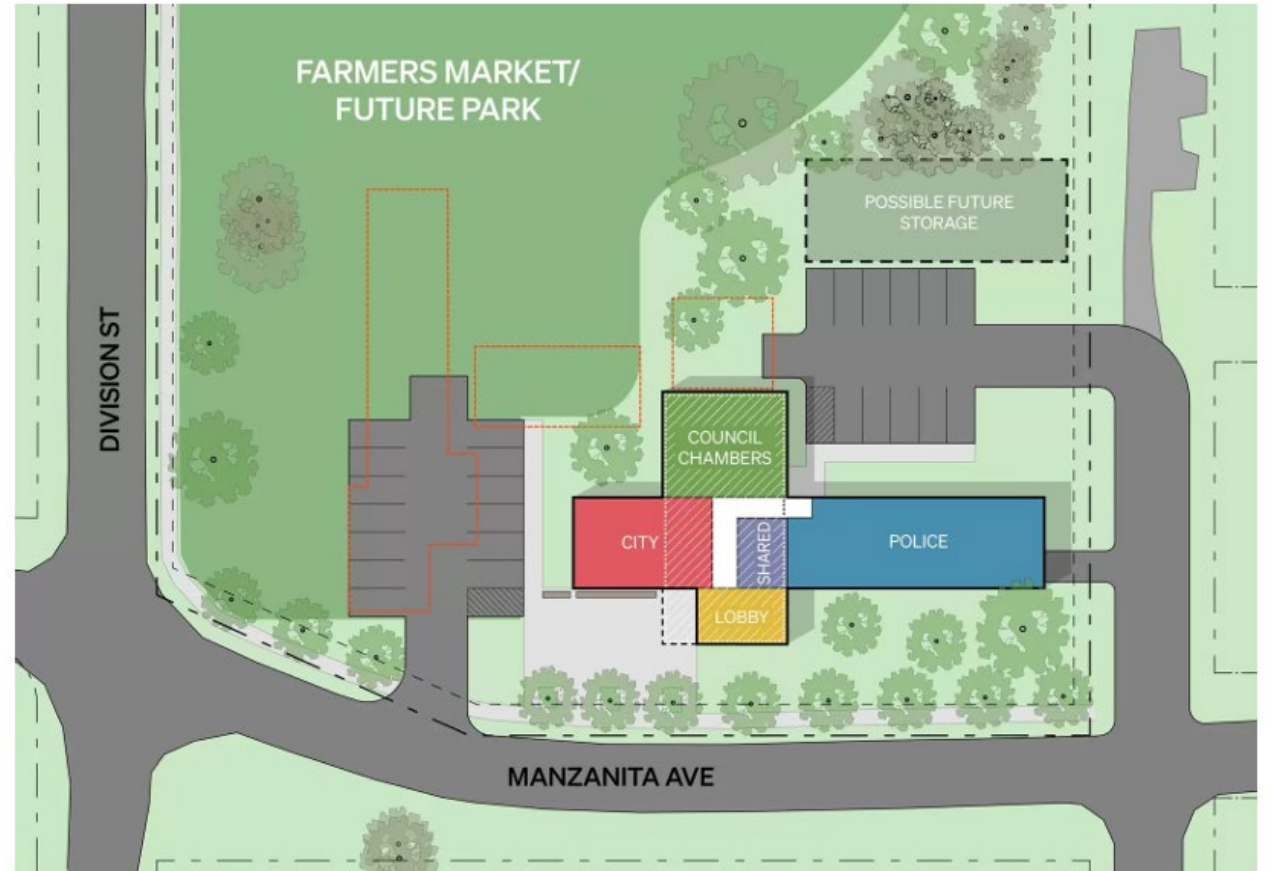 FARMERS MARKET/
FUTURE PARK
POSSIBLE FUTURE
STORAGE
DIVISION ST
COUNCIL
CHAMBERS
CITY
SHARED
POLICE
LOBBY
MANZANITA AVE